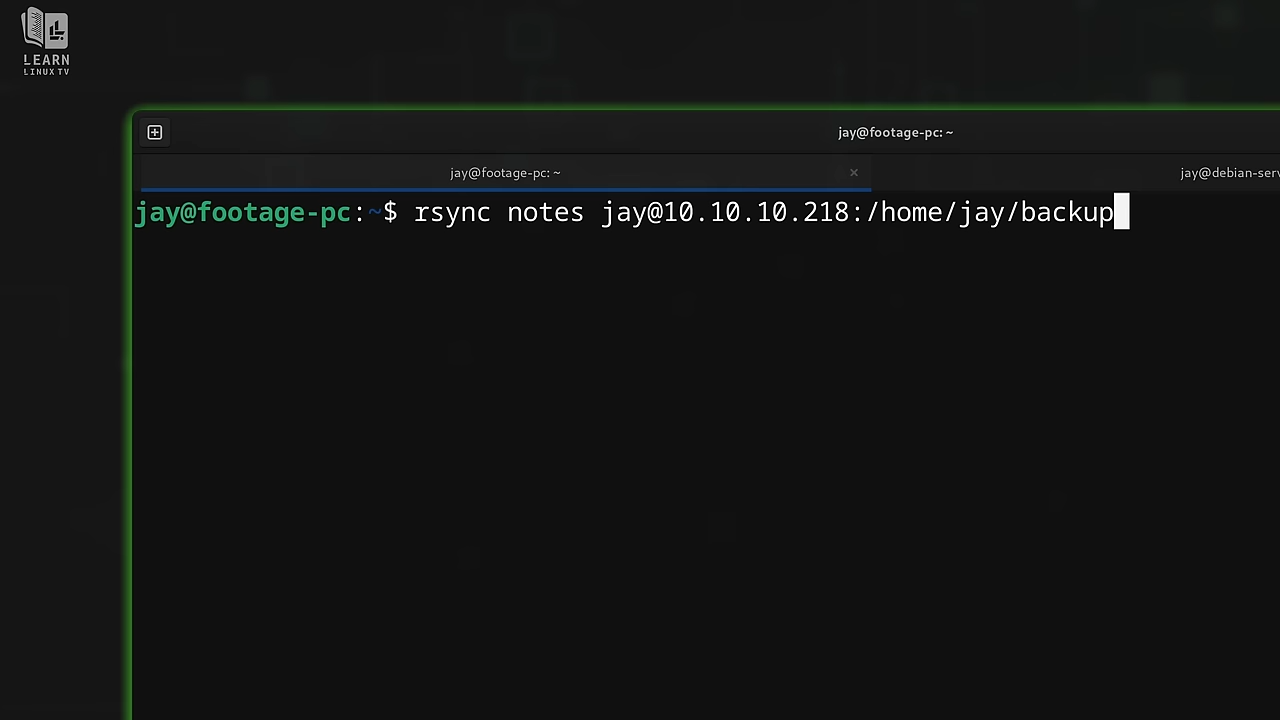 LEARN
LINUX TV
jay@footage-pc: ~
jay@footage-pc: ~ ×
jay@debian-serv
jay@footage-pc:~$ rsync notes jay@10.10.10.218:/home/jay/backup